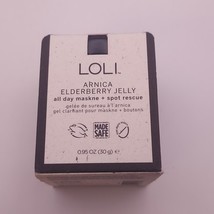 LOLI™
ARNICA
ELDERBERRY JELLY
all day maskne + spot rescue
gelée de sureau à l'arnica
gel clarifiant pour maskne + boutons
MADE
SAFE
0.95 OZ (30 g) ℮